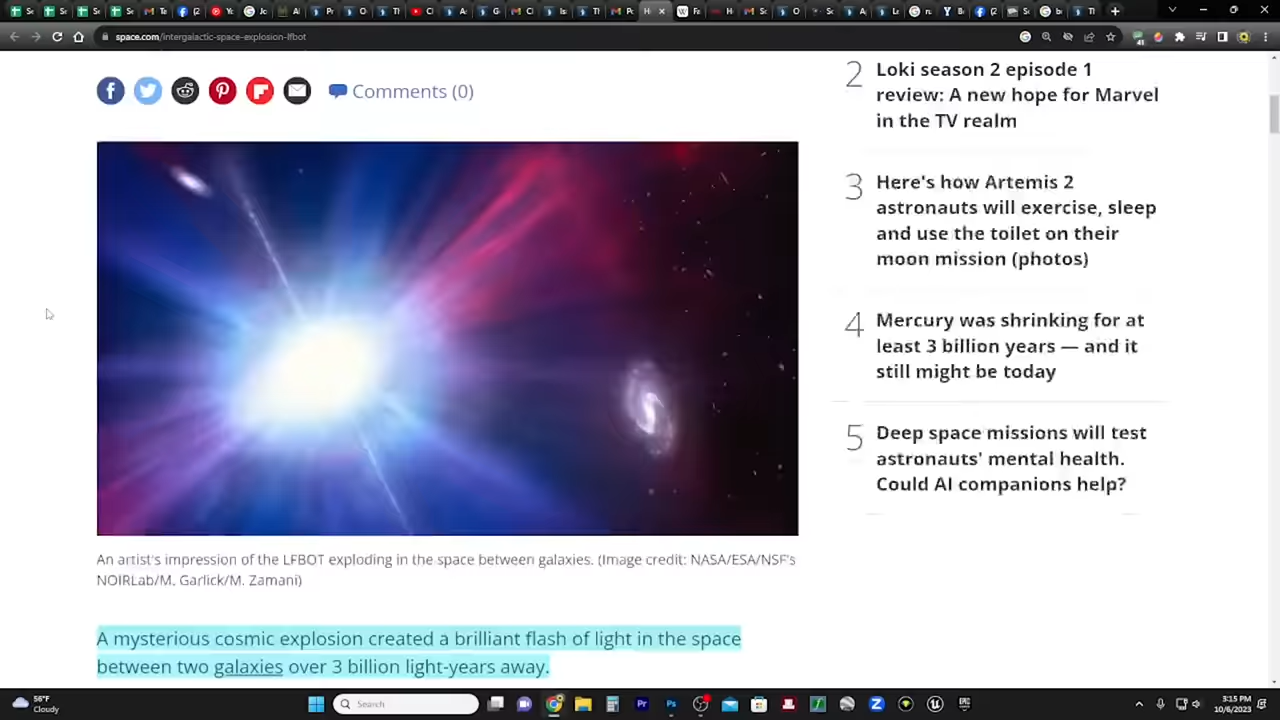 space.com/intergalactic-space-explosion-lfbot
Comments (0)
An artist's impression of the LFBOT exploding in the space between galaxies. (Image credit: NASA/ESA/NSF's
NOIRLab/M. Garlick/M. Zamani)
A mysterious cosmic explosion created a brilliant flash of light in the space
between two galaxies over 3 billion light-years away.
2
Loki season 2 episode 1
review: A new hope for Marvel
in the TV realm
3
Here's how Artemis 2
astronauts will exercise, sleep
and use the toilet on their
moon mission (photos)
4
Mercury was shrinking for at
least 3 billion years — and it
still might be today
5
Deep space missions will test
astronauts' mental health.
Could AI companions help?
56°F
Cloudy
Search
3:15 PM
10/6/2023